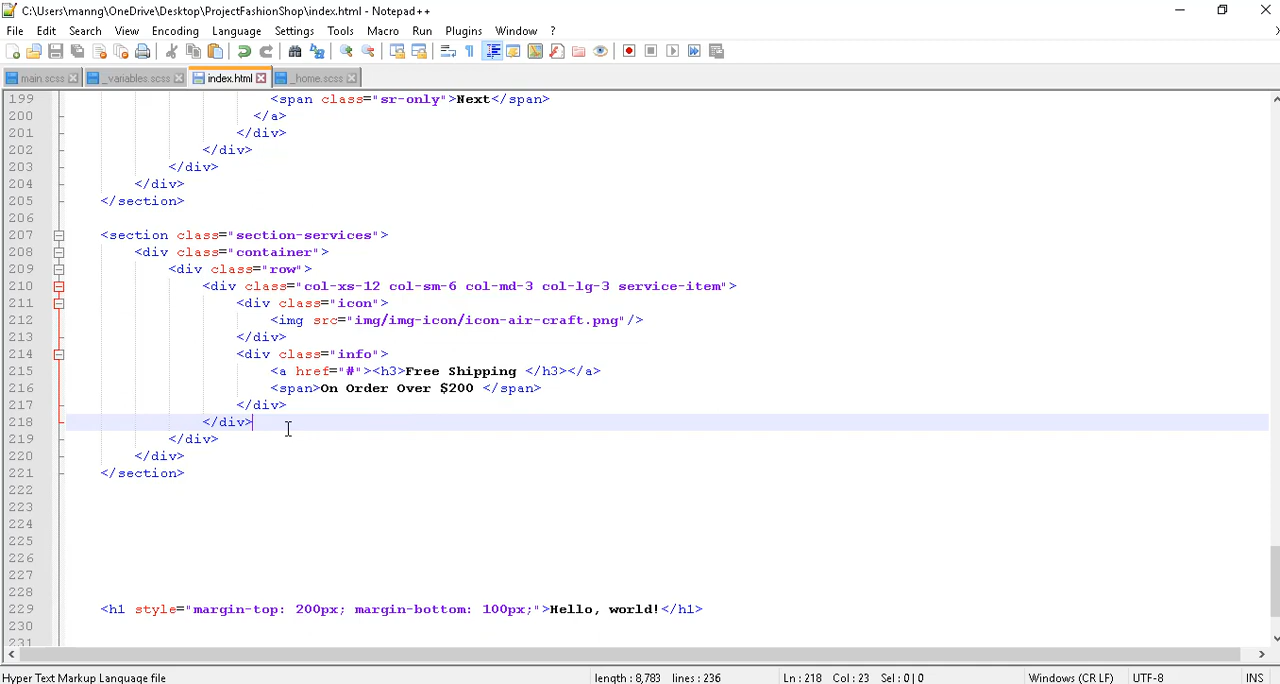 C:\Users\manng\OneDrive\Desktop\ProjectFashionShop\index.html - Notepad++
File Edit Search View Encoding Language Settings Tools Macro Run Plugins Window ?
main.scss _variables.scss index.html _home.scss
199 <span class="sr-only">Next</span>
200 </a>
201 </div>
202 </div>
203 </div>
204 </div>
205 </section>
206
207 <section class="section-services">
208 <div class="container">
209 <div class="row">
210 <div class="col-xs-12 col-sm-6 col-md-3 col-lg-3 service-item">
211 <div class="icon">
212 <img src="img/img-icon/icon-air-craft.png"/>
213 </div>
214 <div class="info">
215 <a href="#"><h3>Free Shipping </h3></a>
216 <span>On Order Over $200 </span>
217 </div>
218 </div>
219 </div>
220 </div>
221 </section>
222
223
224
225
226
227
228
229 <h1 style="margin-top: 200px; margin-bottom: 100px;">Hello, world!</h1>
230
231
Hyper Text Markup Language file length : 8,783 lines : 236 Ln : 218 Col : 23 Sel : 0 | 0 Windows (CR LF) UTF-8 INS